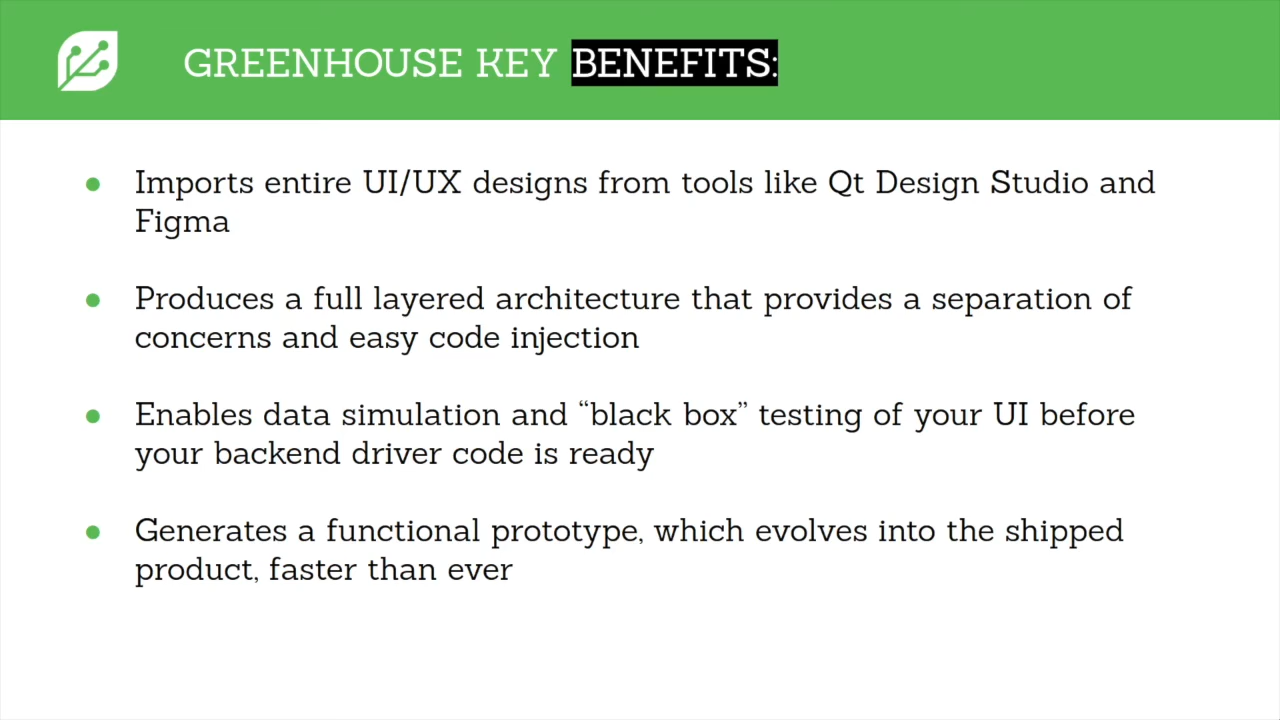 GREENHOUSE KEY BENEFITS:
Imports entire UI/UX designs from tools like Qt Design Studio and
Figma
Produces a full layered architecture that provides a separation of
concerns and easy code injection
Enables data simulation and “black box” testing of your UI before
your backend driver code is ready
Generates a functional prototype, which evolves into the shipped
product, faster than ever